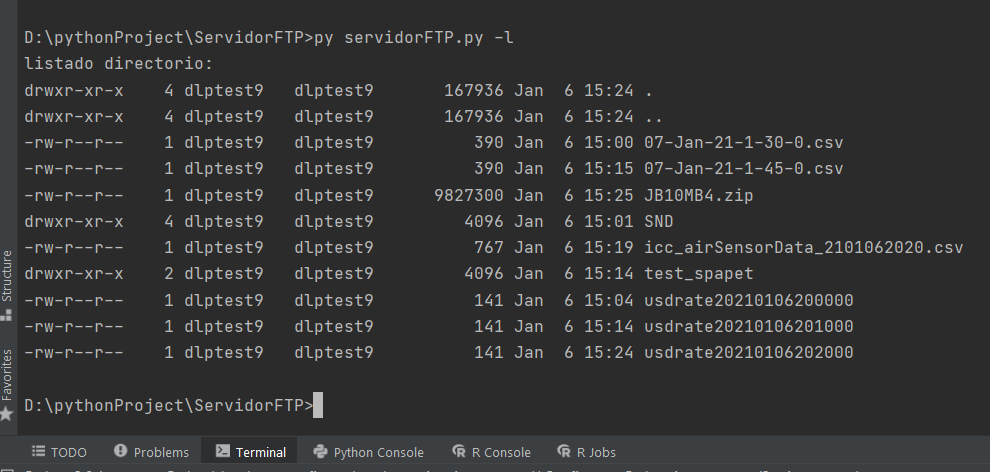 D:\pythonProject\ServidorFTP>py servidorFTP.py -l
listado directorio:
drwxr-xr-x    4 dlptest9   dlptest9       167936 Jan  6 15:24 .
drwxr-xr-x    4 dlptest9   dlptest9       167936 Jan  6 15:24 ..
-rw-r--r--    1 dlptest9   dlptest9          390 Jan  6 15:00 07-Jan-21-1-30-0.csv
-rw-r--r--    1 dlptest9   dlptest9          390 Jan  6 15:15 07-Jan-21-1-45-0.csv
-rw-r--r--    1 dlptest9   dlptest9      9827300 Jan  6 15:25 JB10MB4.zip
drwxr-xr-x    4 dlptest9   dlptest9         4096 Jan  6 15:01 SND
-rw-r--r--    1 dlptest9   dlptest9          767 Jan  6 15:19 icc_airSensorData_2101062020.csv
drwxr-xr-x    2 dlptest9   dlptest9         4096 Jan  6 15:14 test_spapet
-rw-r--r--    1 dlptest9   dlptest9          141 Jan  6 15:04 usdrate20210106200000
-rw-r--r--    1 dlptest9   dlptest9          141 Jan  6 15:14 usdrate20210106201000
-rw-r--r--    1 dlptest9   dlptest9          141 Jan  6 15:24 usdrate20210106202000
D:\pythonProject\ServidorFTP>
Structure
Favorites
TODO Problems Terminal Python Console R Console R Jobs